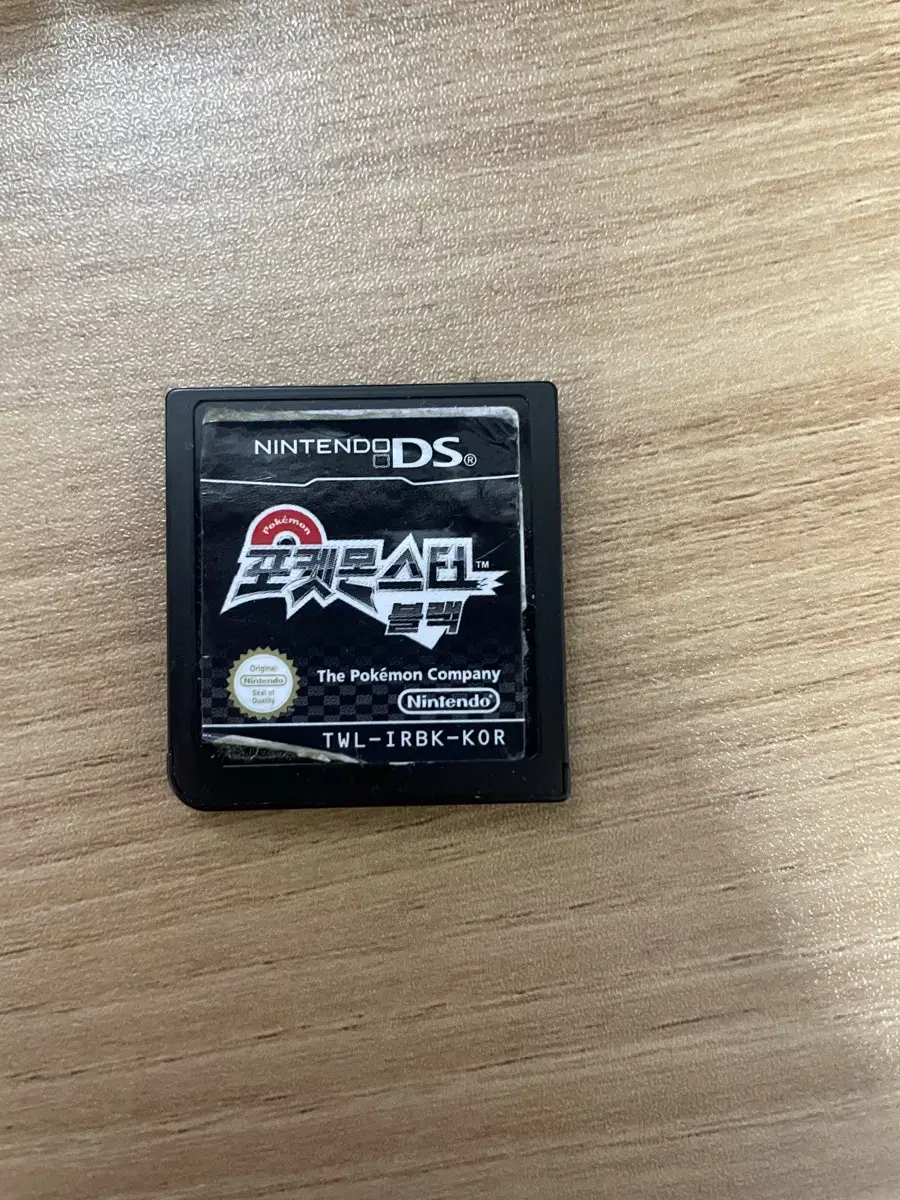 NINTENDO DS®
Pokémon
포켓몬스터™
블랙
Original
Nintendo
Seal of
Quality
The Pokémon Company
Nintendo®
TWL-IRBK-KOR